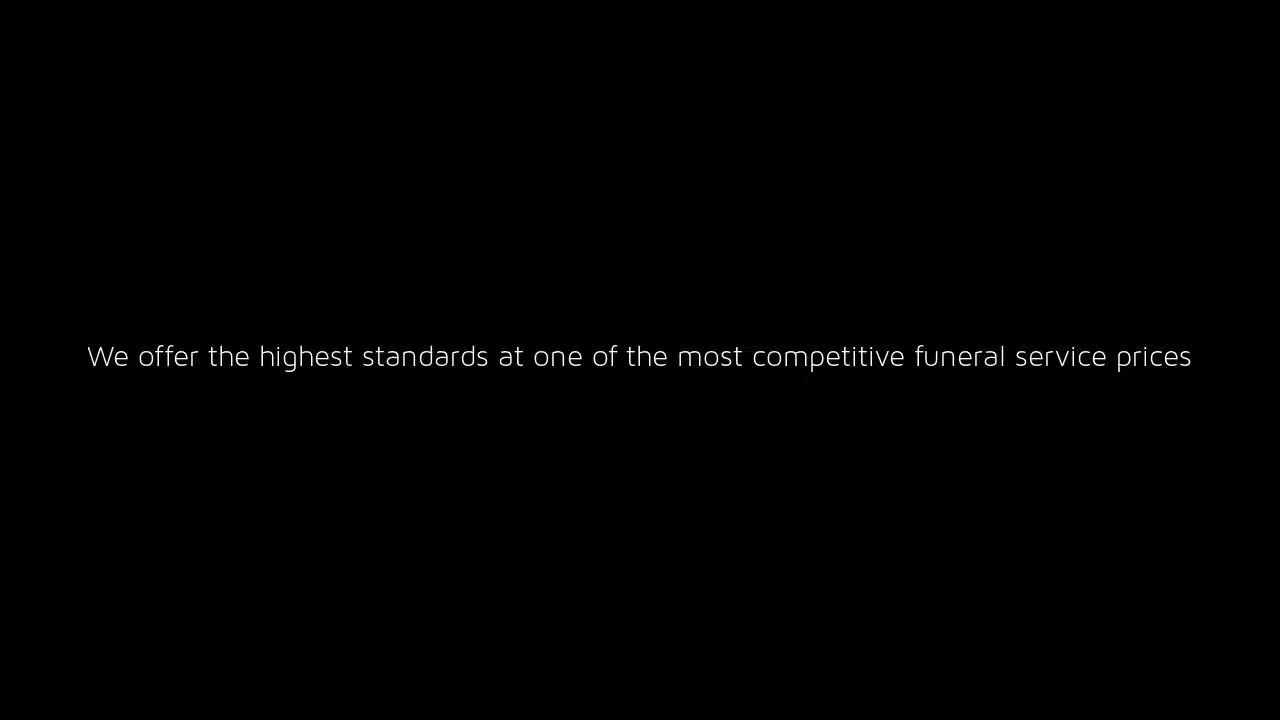 We offer the highest standards at one of the most competitive funeral service prices